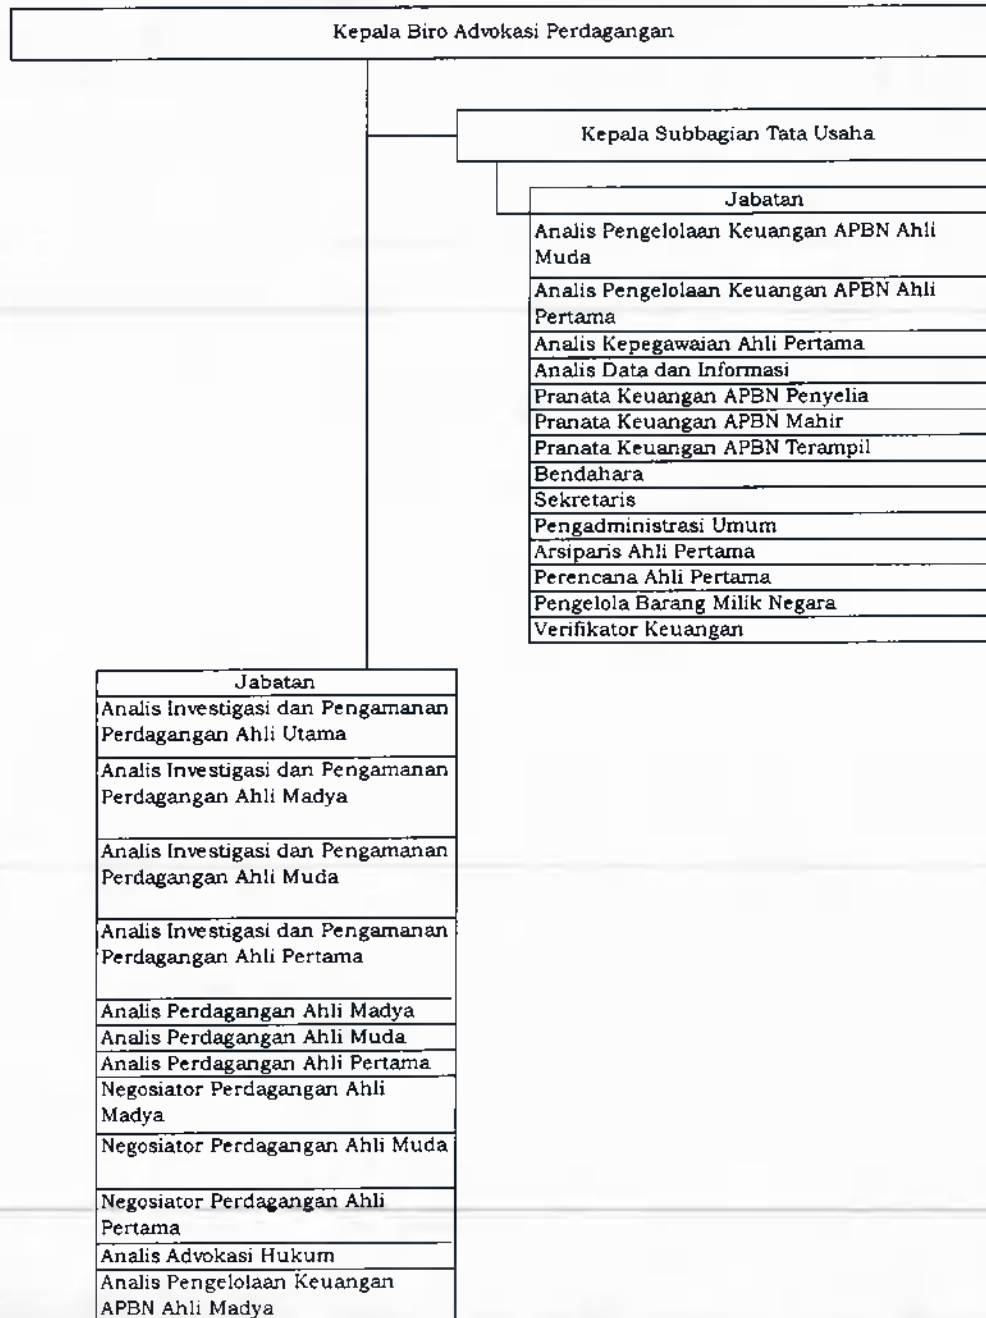 Kepala Biro Advokasi Perdagangan
Kepala Subbagian Tata Usaha
Jabatan
Analis Pengelolaan Keuangan APBN Ahli
Muda
Analis Pengelolaan Keuangan APBN Ahli
Pertama
Analis Kepegawaian Ahli Pertama
Analis Data dan Informasi
Pranata Keuangan APBN Penyelia
Pranata Keuangan APBN Mahir
Pranata Keuangan APBN Terampil
Bendahara
Sekretaris
Pengadministrasi Umum
Arsiparis Ahli Pertama
Perencana Ahli Pertama
Pengelola Barang Milik Negara
Verifikator Keuangan
Jabatan
Analis Investigasi dan Pengamanan
Perdagangan Ahli Utama
Analis Investigasi dan Pengamanan
Perdagangan Ahli Madya
Analis Investigasi dan Pengamanan
Perdagangan Ahli Muda
Analis Investigasi dan Pengamanan
Perdagangan Ahli Pertama
Analis Perdagangan Ahli Madya
Analis Perdagangan Ahli Muda
Analis Perdagangan Ahli Pertama
Negosiator Perdagangan Ahli
Madya
Negosiator Perdagangan Ahli Muda
Negosiator Perdagangan Ahli
Pertama
Analis Advokasi Hukum
Analis Pengelolaan Keuangan
APBN Ahli Madya